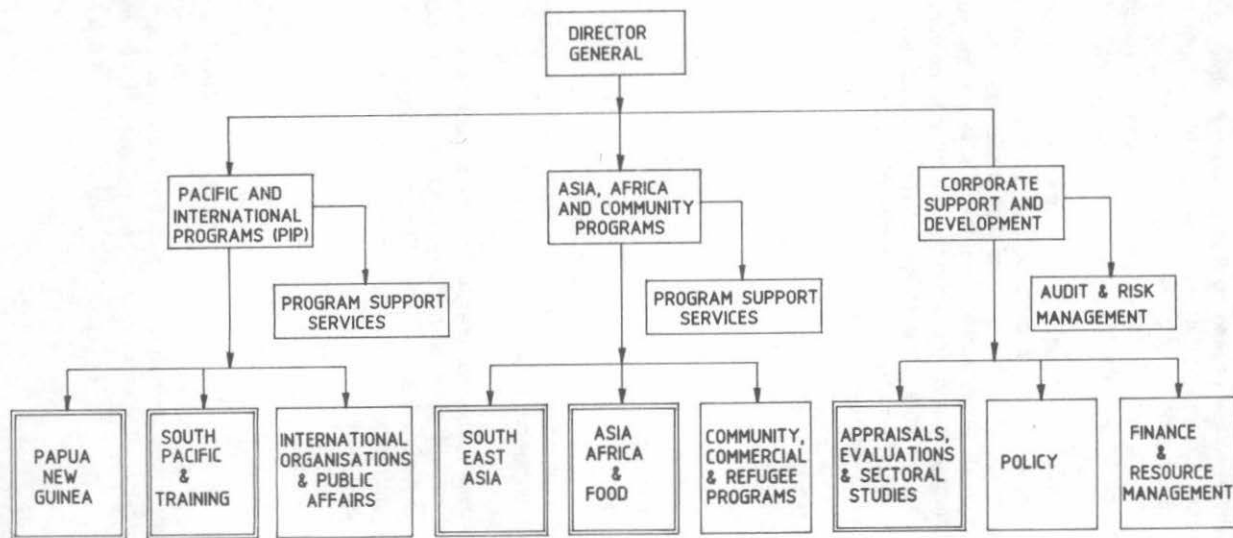 DIRECTOR
GENERAL
PACIFIC AND
INTERNATIONAL
PROGRAMS (PIP)
ASIA, AFRICA
AND COMMUNITY
PROGRAMS
CORPORATE
SUPPORT AND
DEVELOPMENT
PROGRAM SUPPORT
SERVICES
PROGRAM SUPPORT
SERVICES
AUDIT & RISK
MANAGEMENT
PAPUA
NEW
GUINEA
SOUTH
PACIFIC
&
TRAINING
INTERNATIONAL
ORGANISATIONS
& PUBLIC
AFFAIRS
SOUTH
EAST
ASIA
ASIA
AFRICA
&
FOOD
COMMUNITY,
COMMERCIAL
& REFUGEE
PROGRAMS
APPRAISALS,
EVALUATIONS
& SECTORAL
STUDIES
POLICY
FINANCE
&
RESOURCE
MANAGEMENT